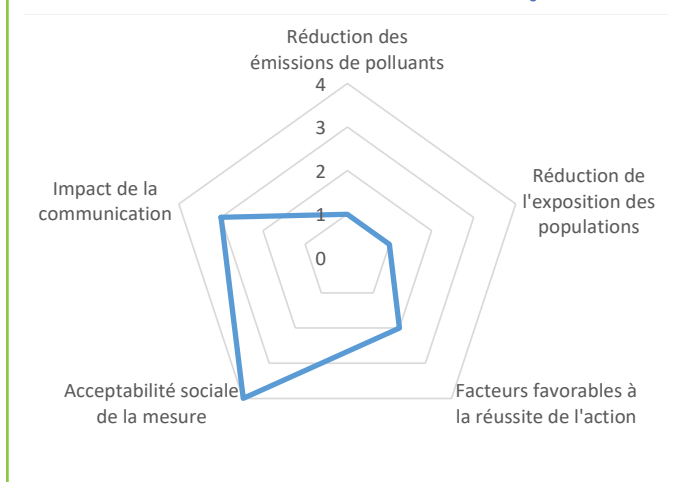 Réduction des
émissions de polluants
4
3
2
1
0
Réduction de
l'exposition des
populations
Facteurs favorables à
la réussite de l'action
Acceptabilité sociale
de la mesure
Impact de la
communication